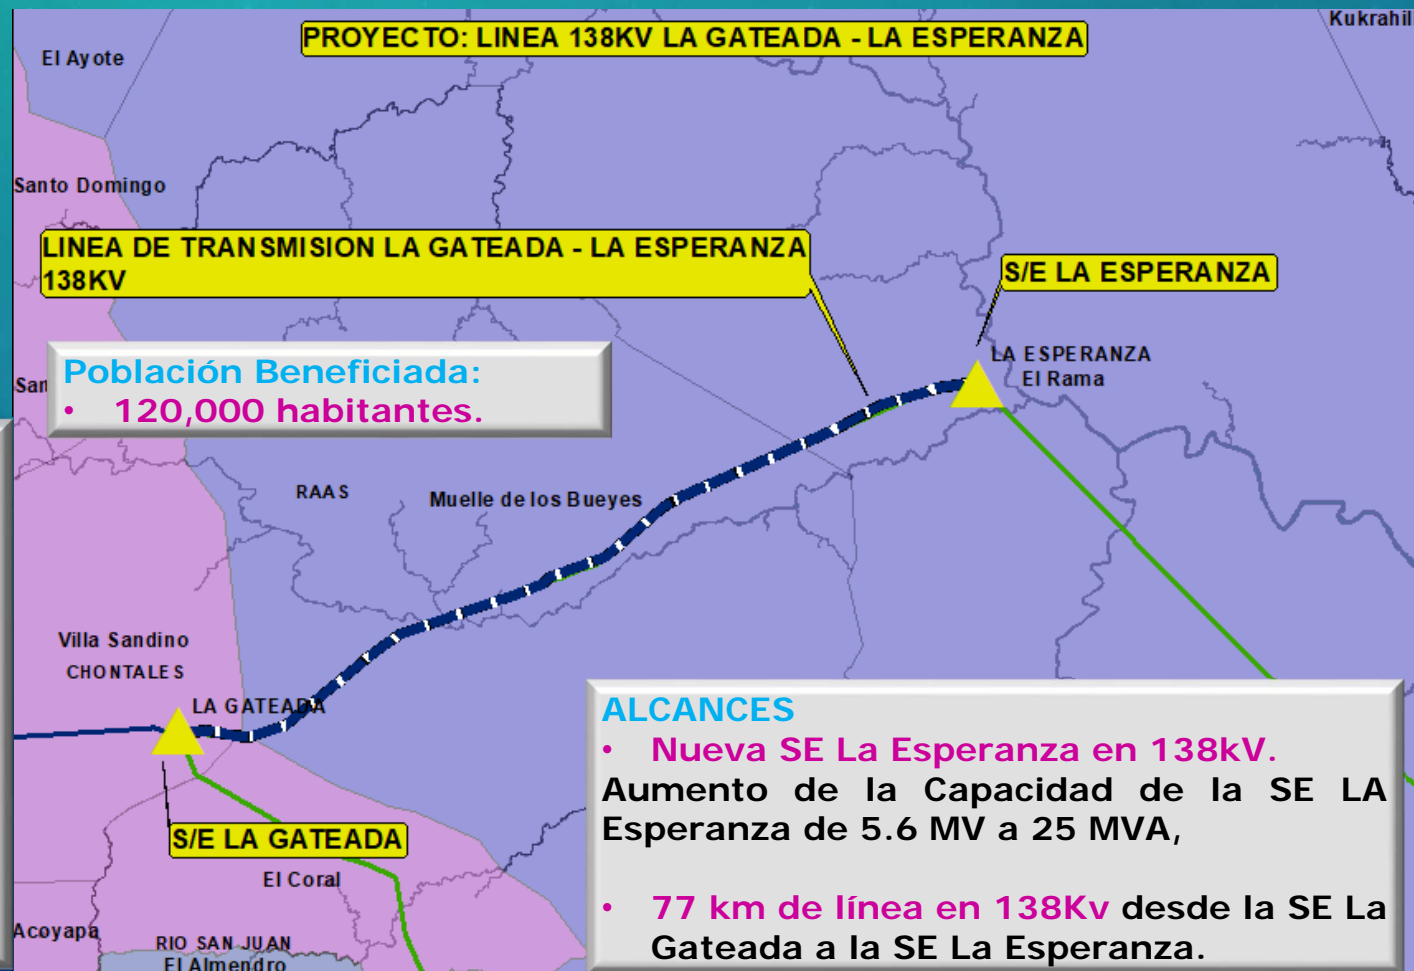 Kukrahil
PROYECTO: LINEA 138KV LA GATEADA - LA ESPERANZA
El Ayote
Santo Domingo
LINEA DE TRANSMISION LA GATEADA - LA ESPERANZA
138KV
S/E LA ESPERANZA
LA ESPERANZA
El Rama
San
Población Beneficiada:
• 120,000 habitantes.
RAAS
Muelle de los Bueyes
Villa Sandino
CHONTALES
LA GATEADA
S/E LA GATEADA
El Coral
Acoyapa
RIO SAN JUAN
El Almendro
ALCANCES
• Nueva SE La Esperanza en 138kV.
Aumento de la Capacidad de la SE LA
Esperanza de 5.6 MV a 25 MVA,
• 77 km de línea en 138Kv desde la SE La
Gateada a la SE La Esperanza.